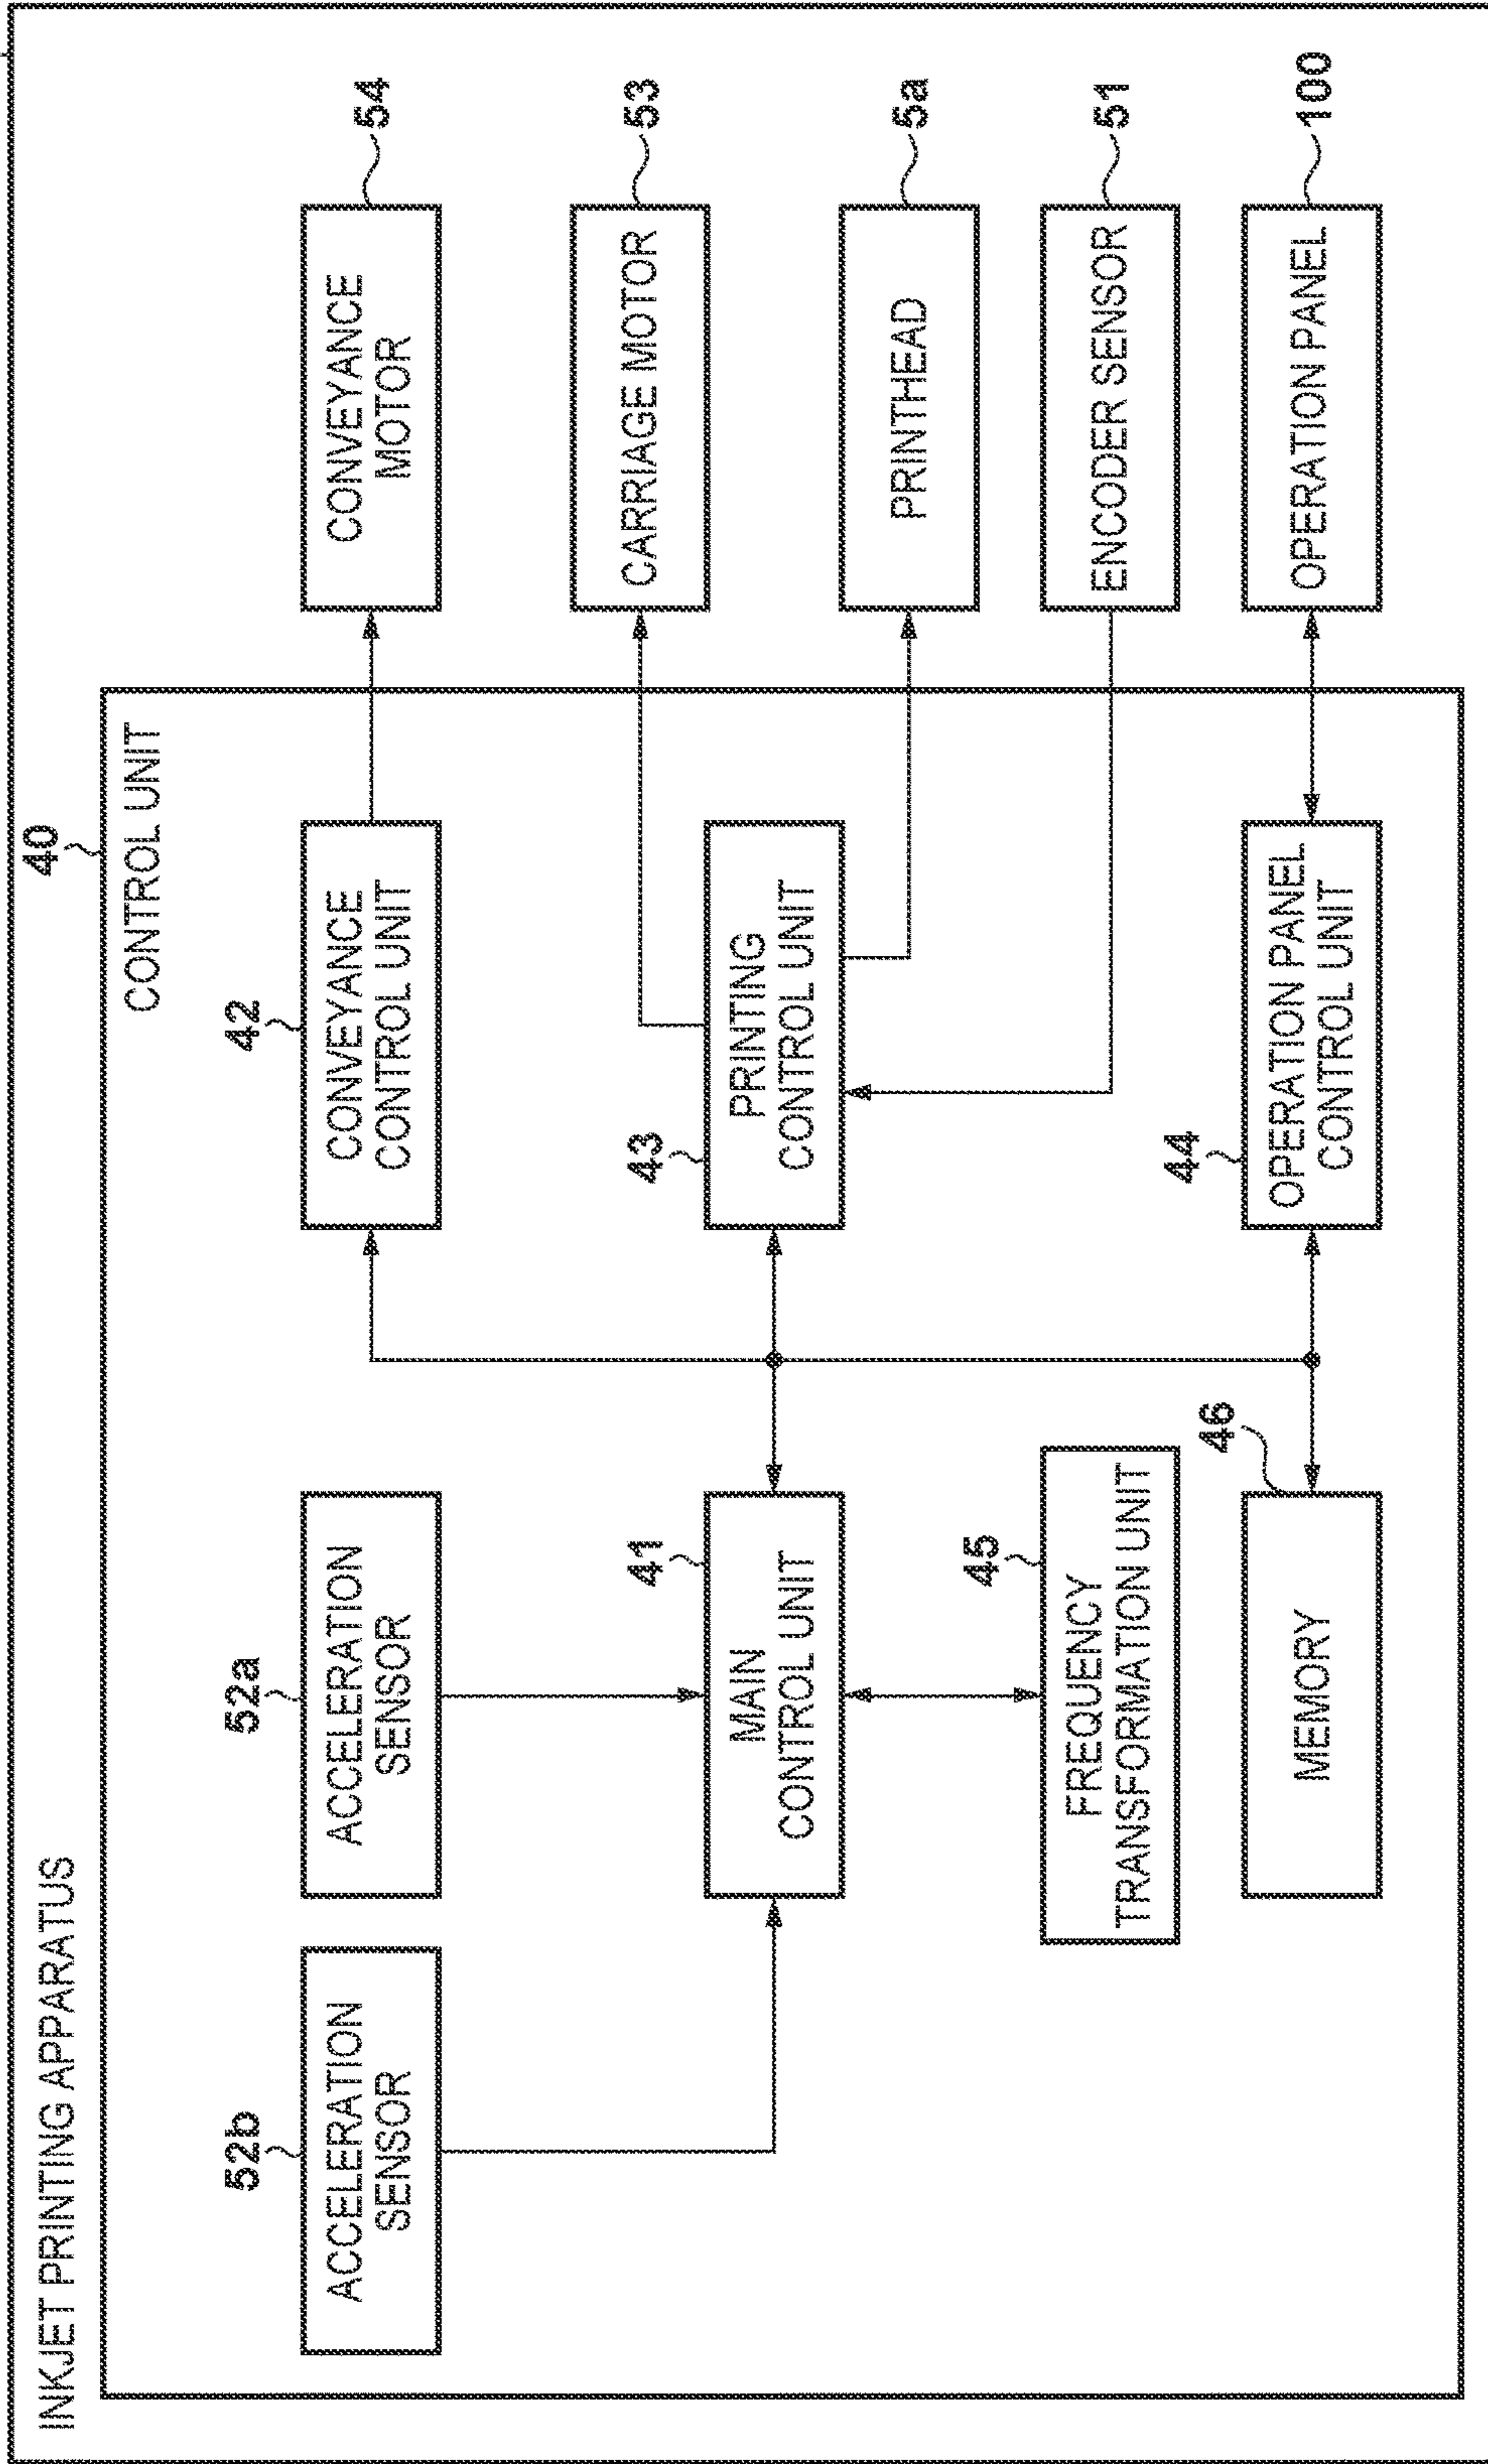 INKJET PRINTING APPARATUS
40
CONTROL UNIT
52b
ACCELERATION
SENSOR
52a
ACCELERATION
SENSOR
42
CONVEYANCE
CONTROL UNIT
CONVEYANCE
MOTOR
54
CARRIAGE MOTOR
53
41
MAIN
CONTROL UNIT
43
PRINTING
CONTROL UNIT
PRINTHEAD
5a
45
FREQUENCY
TRANSFORMATION UNIT
ENCODER SENSOR
51
46
MEMORY
44
OPERATION PANEL
CONTROL UNIT
OPERATION PANEL
100